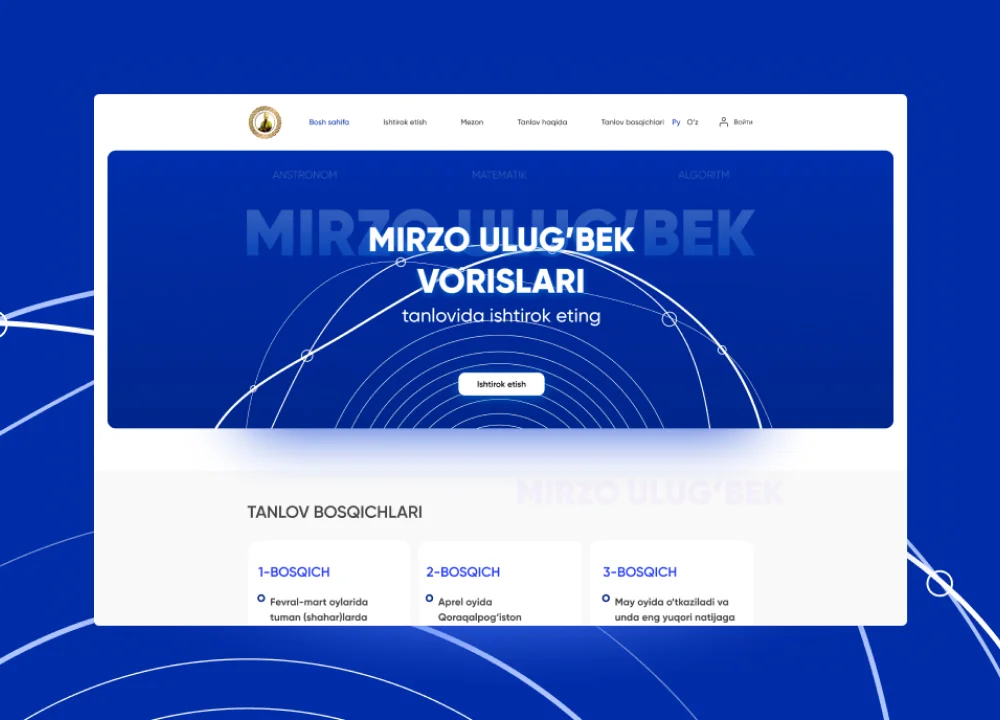 Bosh sahifa Ishtirok etish Mezon Tanlov haqida Tanlov bosqichlari Ру O'z Войти
ANSTRONOM MATEMATIK ALGORITM
MIRZO ULUG'BEK
MIRZO ULUG'BEK
VORISLARI
tanlovida ishtirok eting
Ishtirok etish
MIRZO ULUG'BEK
TANLOV BOSQICHLARI
1-BOSQICH 2-BOSQICH 3-BOSQICH
Fevral-mart oylarida Aprel oyida May oyida o'tkaziladi va
tuman (shahar)larda Qoraqalpog'iston unda eng yuqori natijaga